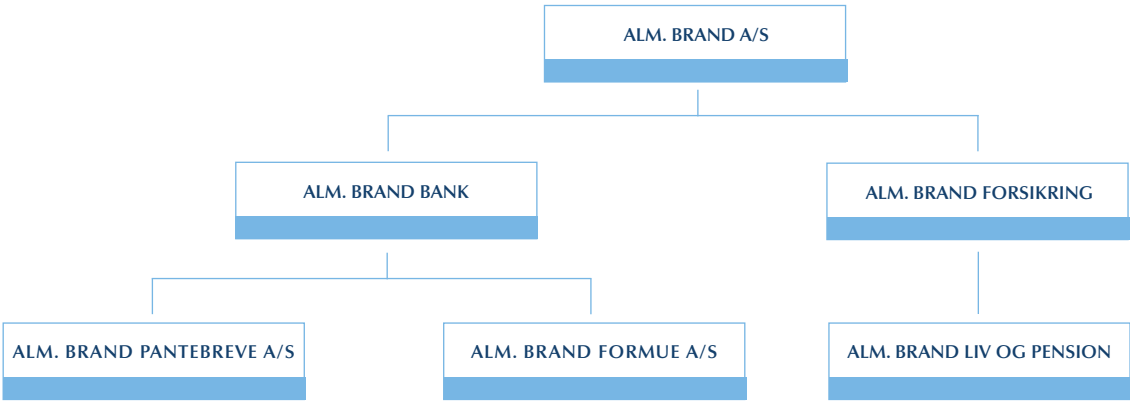 ALM. BRAND A/S
ALM. BRAND BANK
ALM. BRAND FORSIKRING
ALM. BRAND PANTEBREVE A/S
ALM. BRAND FORMUE A/S
ALM. BRAND LIV OG PENSION